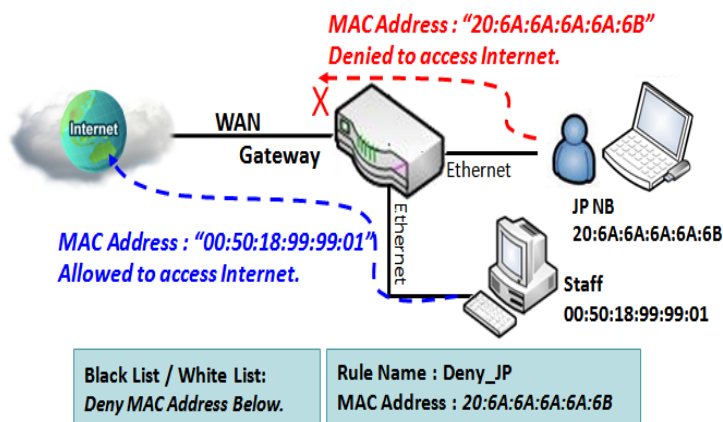 MAC Address : “20:6A:6A:6A:6A:6B”
Denied to access Internet.
X
Internet
WAN
Gateway
Ethernet
Ethernet
JP NB
20:6A:6A:6A:6A:6B
MAC Address : “00:50:18:99:99:01”
Allowed to access Internet.
Staff
00:50:18:99:99:01
Black List / White List:
Deny MAC Address Below.
Rule Name : Deny_JP
MAC Address : 20:6A:6A:6A:6A:6B